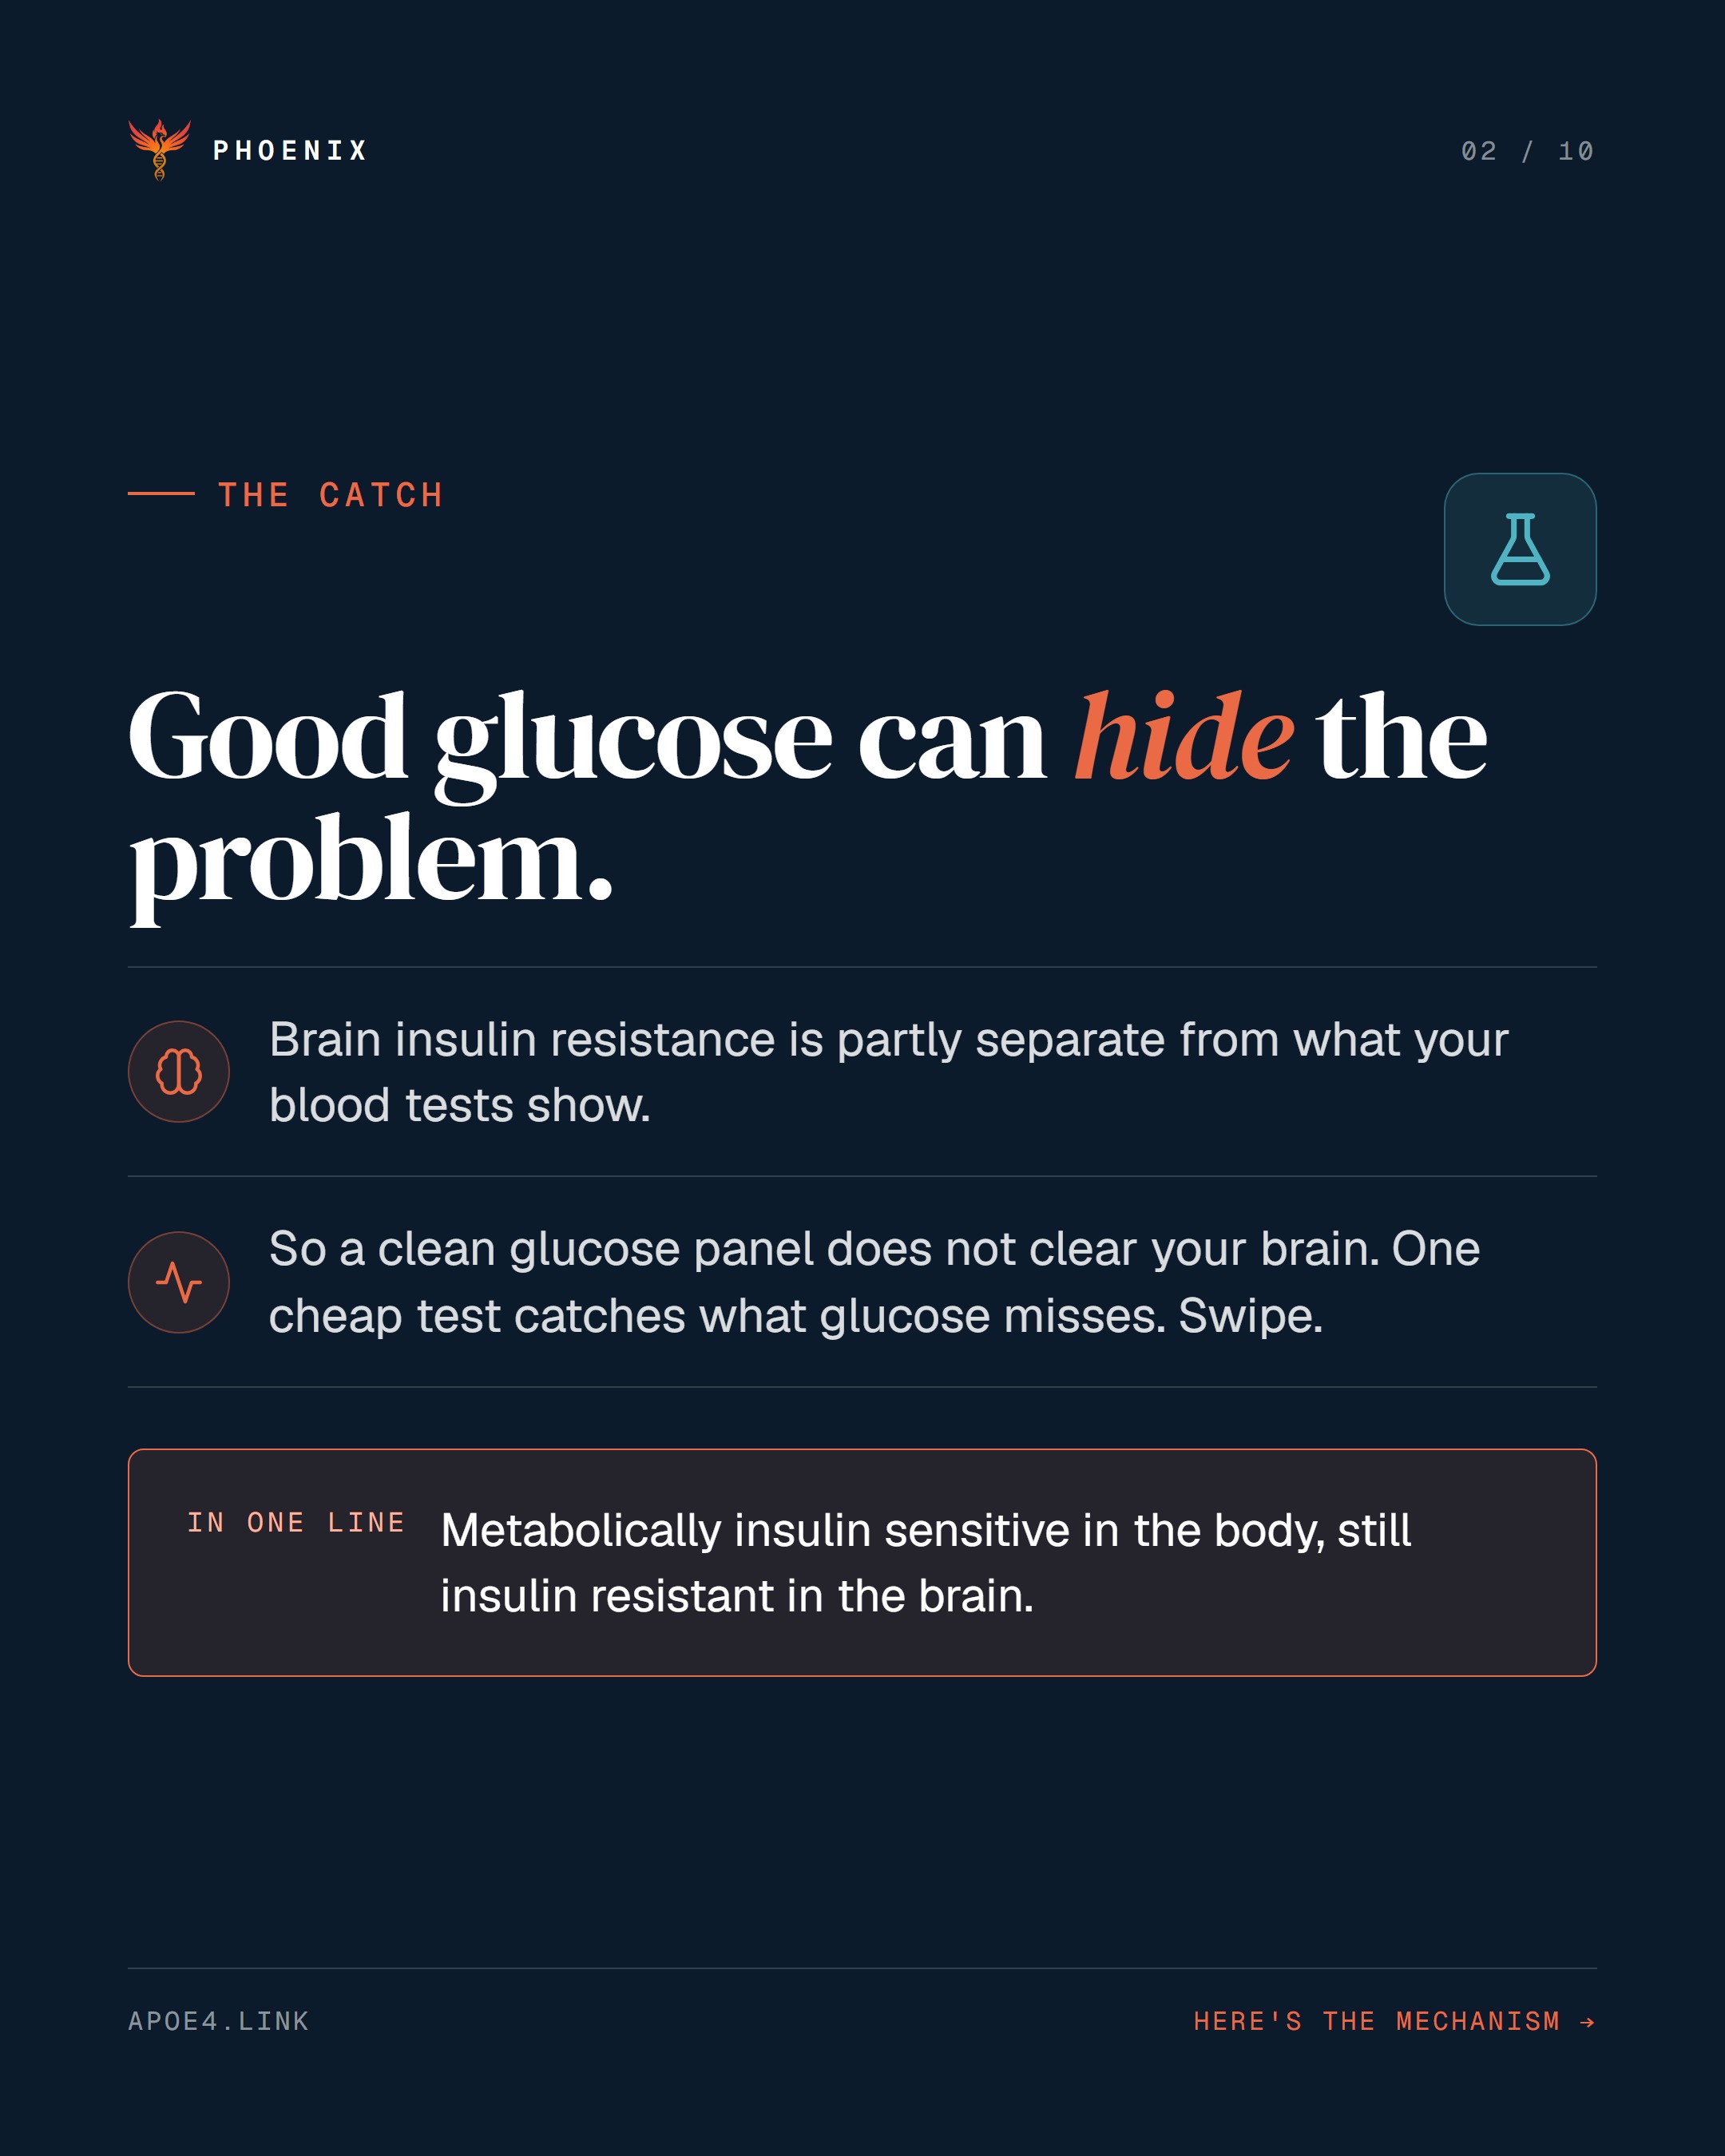 PHOENIX
02 / 10
THE CATCH
Good glucose can hide the
problem.
Brain insulin resistance is partly separate from what your
blood tests show.
So a clean glucose panel does not clear your brain. One
cheap test catches what glucose misses. Swipe.
IN ONE LINE
Metabolically insulin sensitive in the body, still
insulin resistant in the brain.
APOE4.LINK
HERE'S THE MECHANISM →